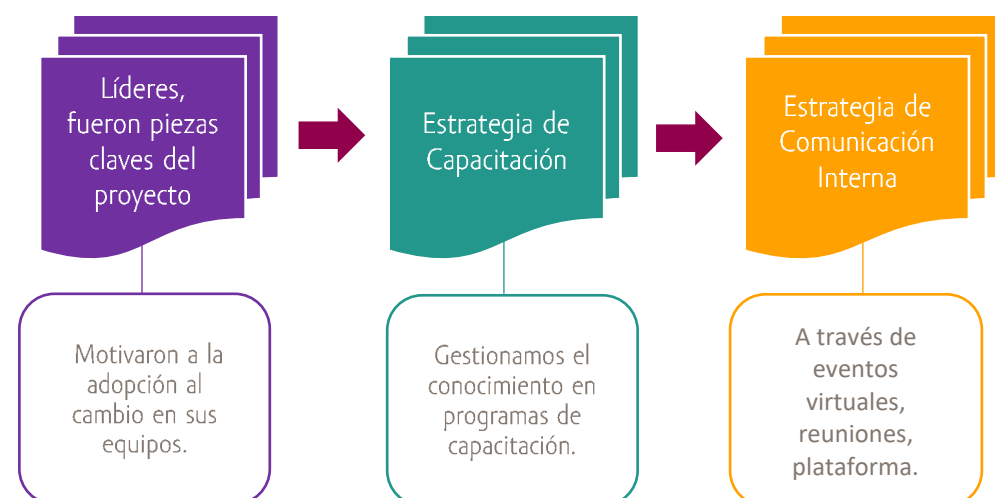 Líderes,
fueron piezas
claves del
proyecto
Estrategia de
Capacitación
Estrategia de
Comunicación
Interna
Motivaron a la
adopción al
cambio en sus
equipos.
Gestionamos el
conocimiento en
programas de
capacitación.
A través de
eventos
virtuales,
reuniones,
plataforma.